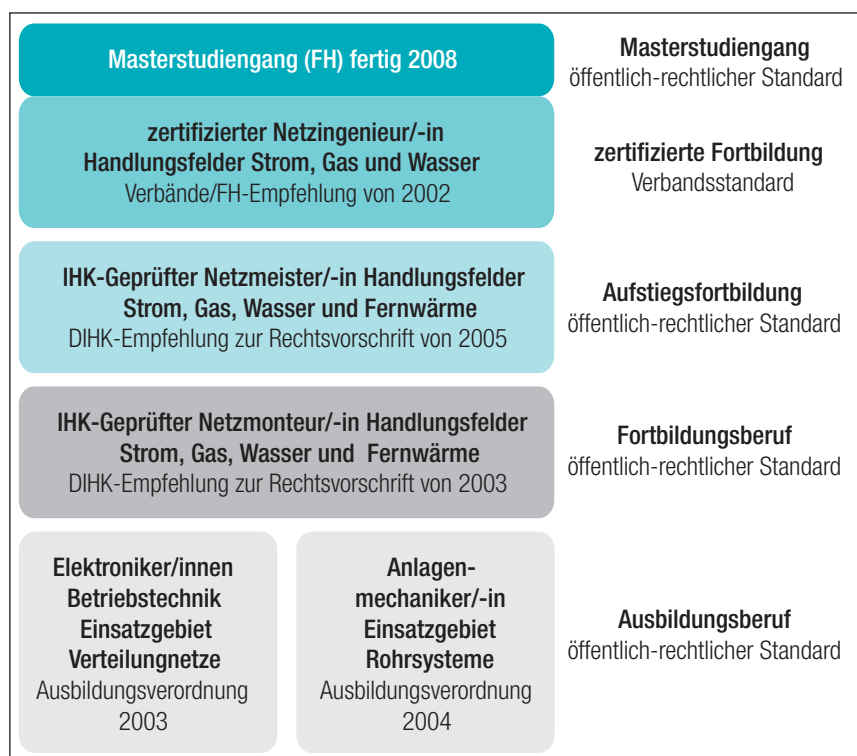 Masterstudiengang (FH) fertig 2008
Masterstudiengang
öffentlich-rechtlicher Standard
zertifizierter Netzingenieur/-in
Handlungsfelder Strom, Gas und Wasser
Verbände/FH-Empfehlung von 2002
zertifizierte Fortbildung
Verbandsstandard
IHK-Geprüfter Netzmeister/-in Handlungsfelder
Strom, Gas, Wasser und Fernwärme
DIHK-Empfehlung zur Rechtsvorschrift von 2005
Aufstiegsfortbildung
öffentlich-rechtlicher Standard
IHK-Geprüfter Netzmonteur/-in Handlungsfelder
Strom, Gas, Wasser und Fernwärme
DIHK-Empfehlung zur Rechtsvorschrift von 2003
Fortbildungsberuf
öffentlich-rechtlicher Standard
Elektroniker/innen
Betriebstechnik
Einsatzgebiet
Verteilungnetze
Ausbildungsverordnung
2003
Anlagen-
mechaniker/-in
Einsatzgebiet
Rohrsysteme
Ausbildungsverordnung
2004
Ausbildungsberuf
öffentlich-rechtlicher Standard